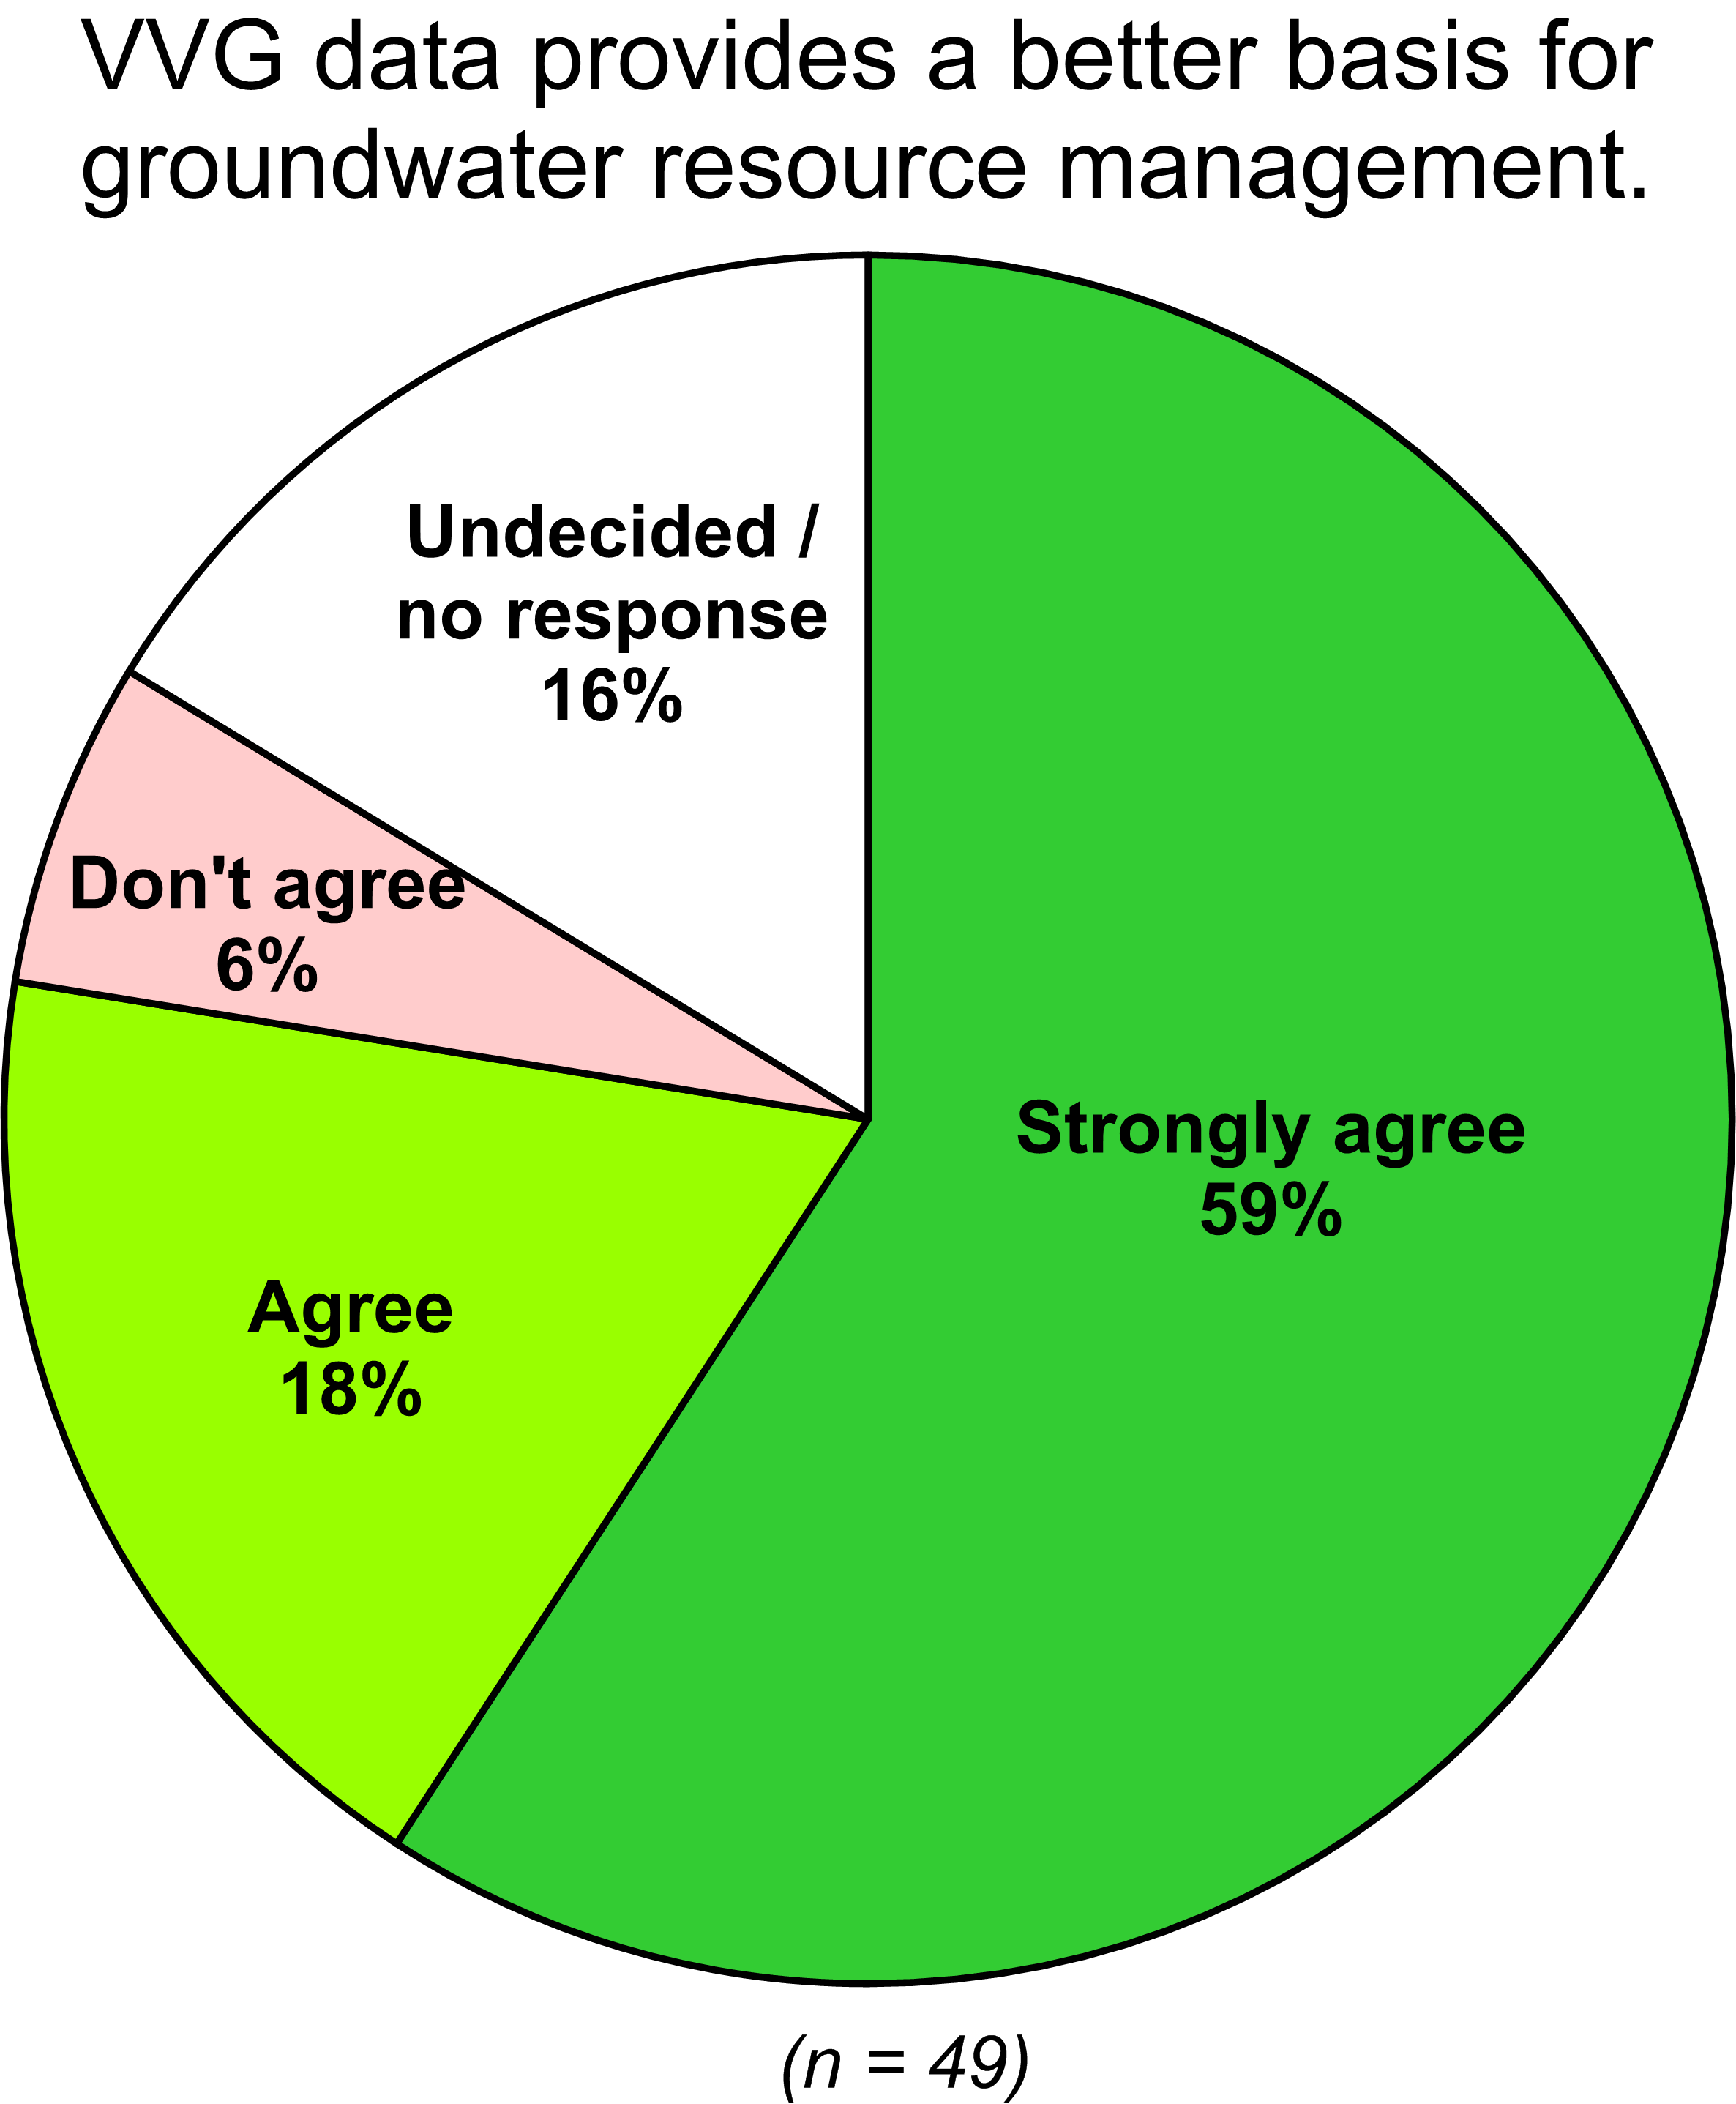 VVG data provides a better basis for
groundwater resource management.
Undecided /
no response
16%
Don't agree
6%
Strongly agree
59%
Agree
18%
(n = 49)